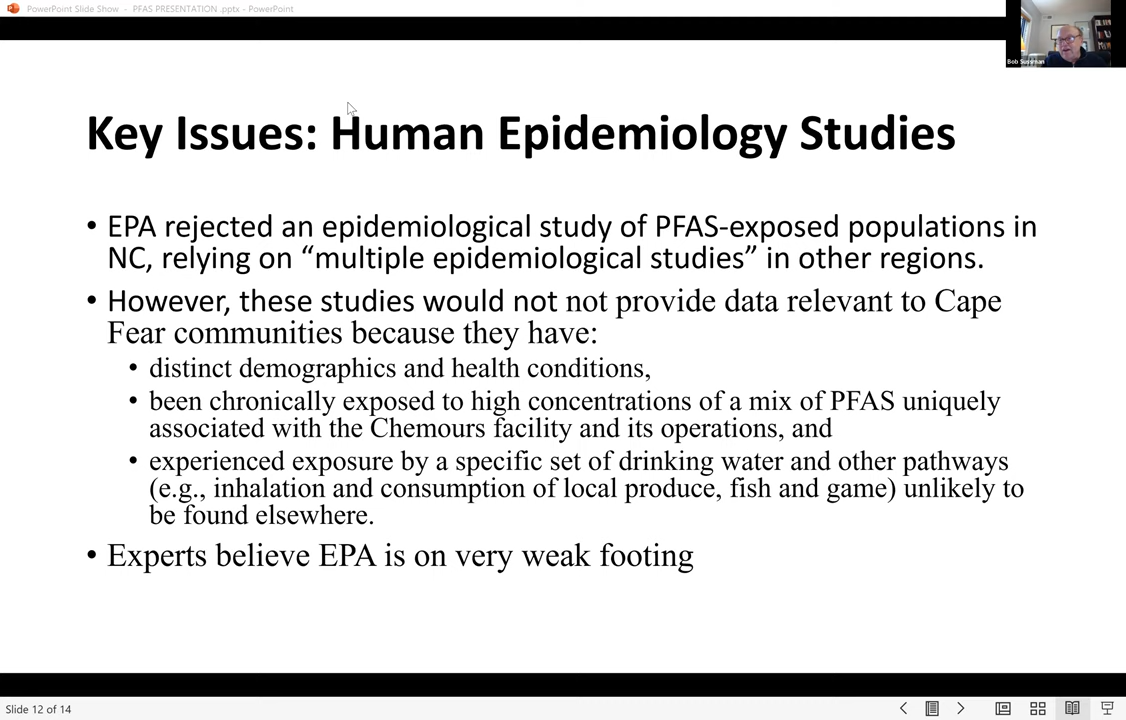 PowerPoint Slide Show - PFAS PRESENTATION .pptx - PowerPoint
Bob Sussman
Key Issues: Human Epidemiology Studies
• EPA rejected an epidemiological study of PFAS-exposed populations in
NC, relying on “multiple epidemiological studies” in other regions.
• However, these studies would not not provide data relevant to Cape
Fear communities because they have:
• distinct demographics and health conditions,
• been chronically exposed to high concentrations of a mix of PFAS uniquely
associated with the Chemours facility and its operations, and
• experienced exposure by a specific set of drinking water and other pathways
(e.g., inhalation and consumption of local produce, fish and game) unlikely to
be found elsewhere.
• Experts believe EPA is on very weak footing
Slide 12 of 14